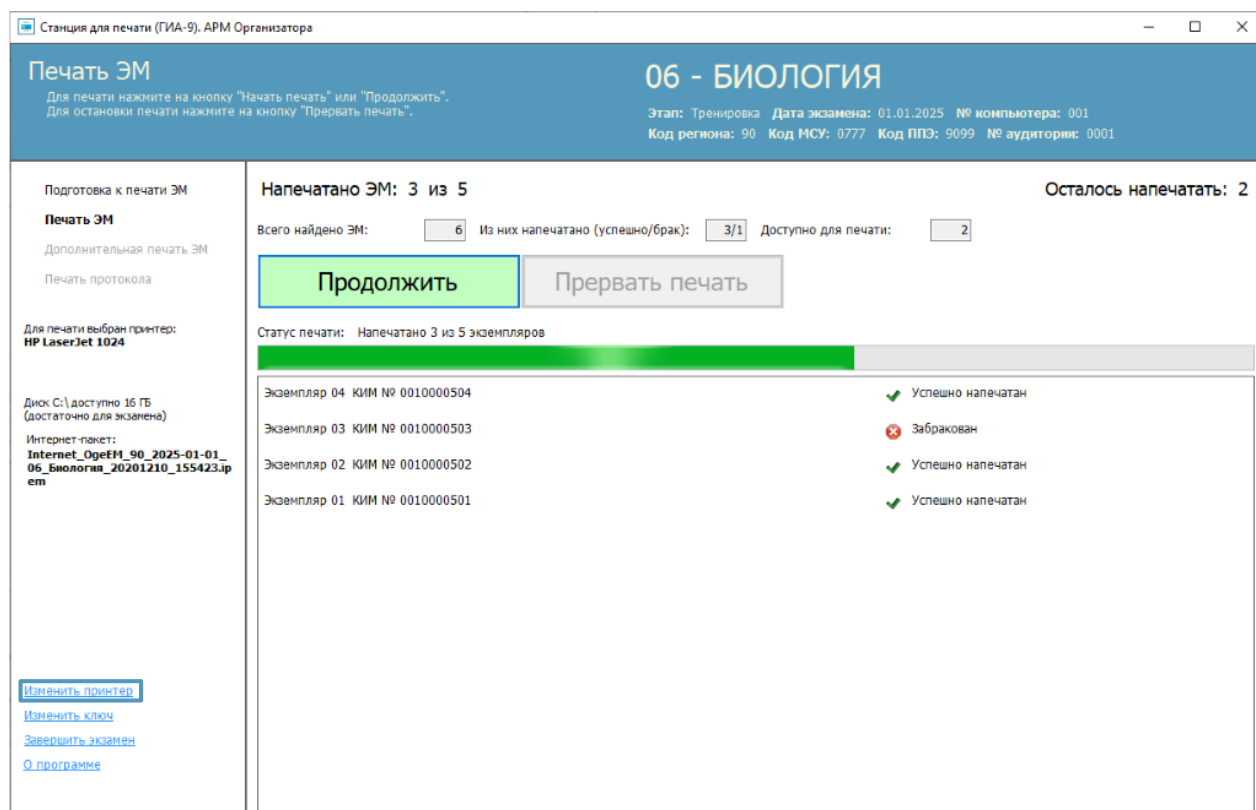 Станция для печати (ГИА-9). АРМ Организатора
Печать ЭМ
Для печати нажмите на кнопку "Начать печать" или "Продолжить".
Для остановки печати нажмите на кнопку "Прервать печать".
06 - БИОЛОГИЯ
Этап: Тренировка Дата экзамена: 01.01.2025 № компьютера: 001
Код региона: 90 Код МСУ: 0777 Код ППЭ: 9099 № аудитории: 0001
Подготовка к печати ЭМ
Печать ЭМ
Дополнительная печать ЭМ
Печать протокола
Для печати выбран принтер:
HP LaserJet 1024
Диск C:\ доступно 16 ГБ
(достаточно для экзамена)
Интернет-пакет:
Internet_OgeEM_90_2025-01-01_
06_Биология_20201210_155423.ip
em
Изменить принтер
Изменить ключ
Завершить экзамен
О программе
Напечатано ЭМ: 3 из 5
Осталось напечатать: 2
Всего найдено ЭМ: 6 Из них напечатано (успешно/брак): 3/1 Доступно для печати: 2
Продолжить
Прервать печать
Статус печати: Напечатано 3 из 5 экземпляров
Экземпляр 04 КИМ № 0010000504 Успешно напечатан
Экземпляр 03 КИМ № 0010000503 Забракован
Экземпляр 02 КИМ № 0010000502 Успешно напечатан
Экземпляр 01 КИМ № 0010000501 Успешно напечатан